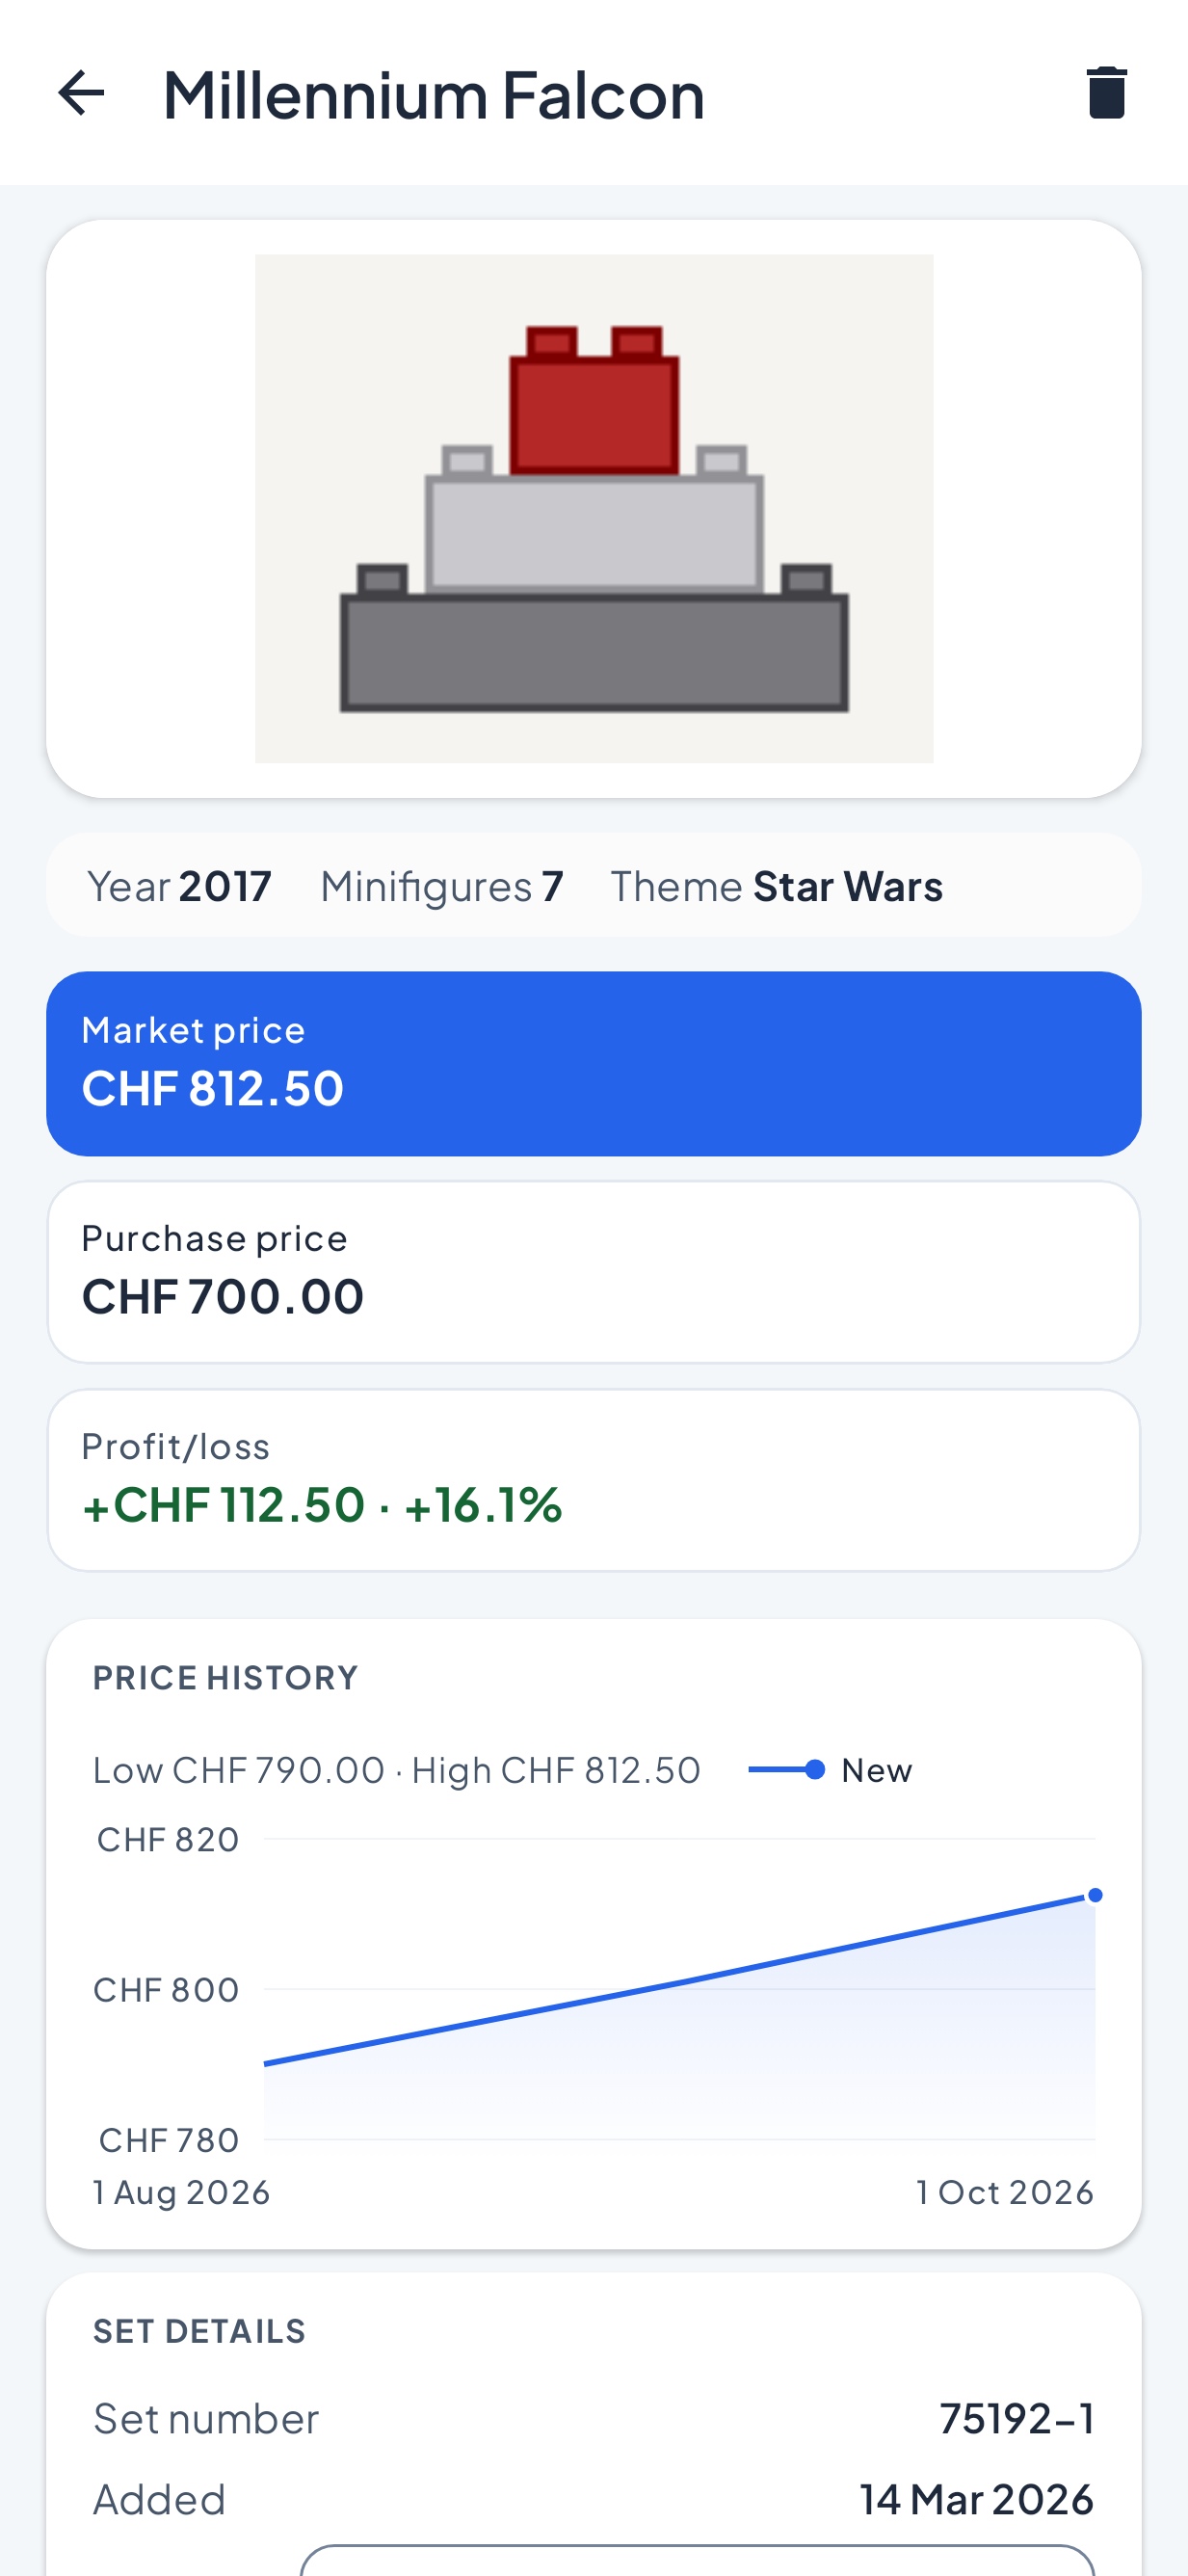 Millennium Falcon
Year 2017 Minifigures 7 Theme Star Wars
Market price
CHF 812.50
Purchase price
CHF 700.00
Profit/loss
+CHF 112.50 · +16.1%
PRICE HISTORY
Low CHF 790.00 · High CHF 812.50 New
CHF 820
CHF 800
CHF 780
1 Aug 2026 1 Oct 2026
SET DETAILS
Set number 75192-1
Added 14 Mar 2026